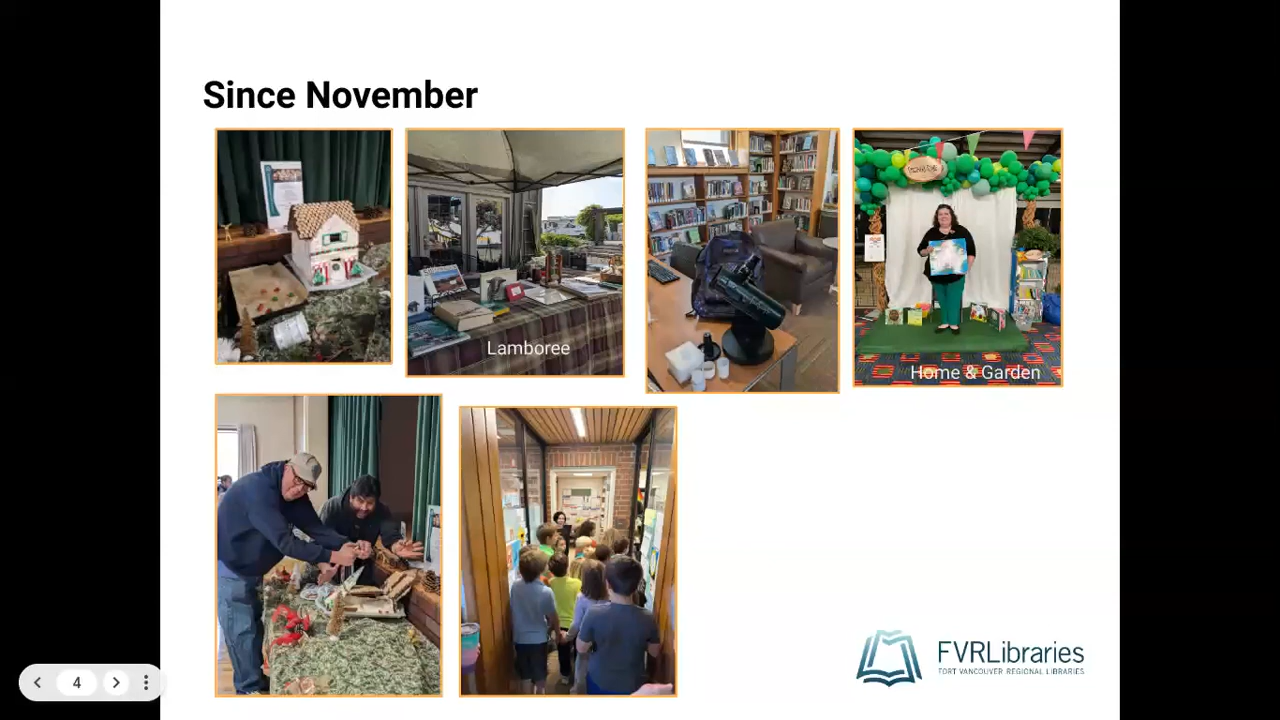 Since November
Lamboree
Home & Garden
FVRLibraries
FORT VANCOUVER REGIONAL LIBRARIES
4